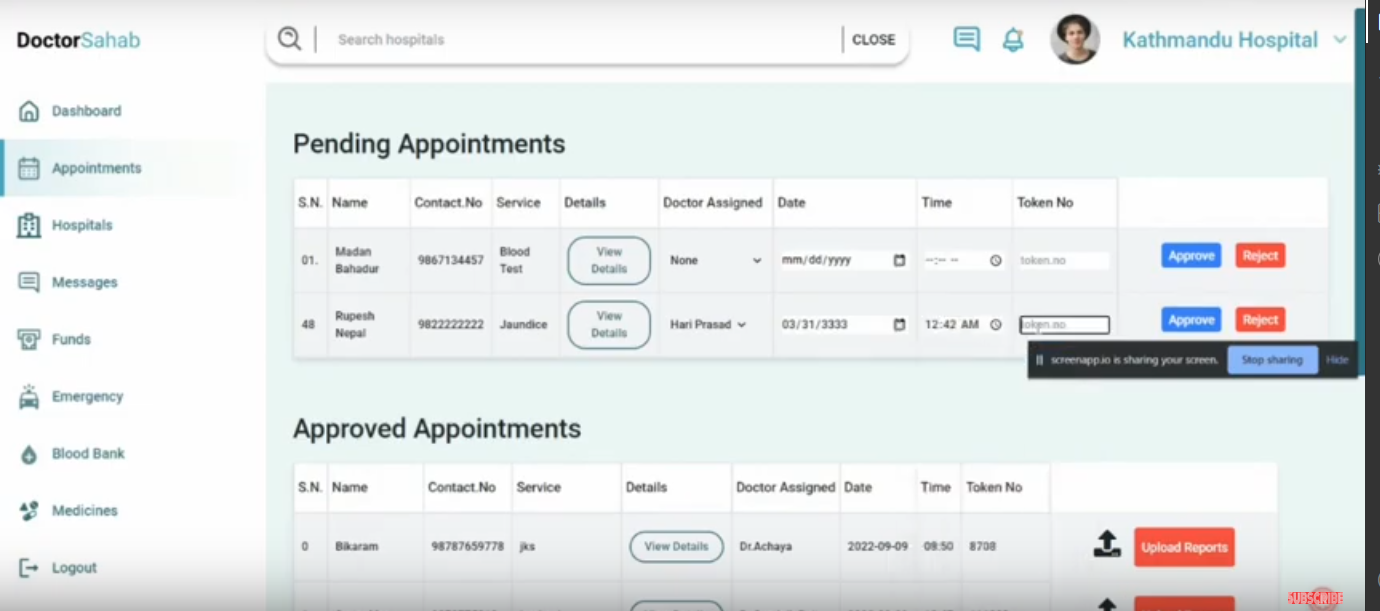 DoctorSahab
Search hospitals
CLOSE
Kathmandu Hospital
Dashboard
Appointments
Hospitals
Messages
Funds
Emergency
Blood Bank
Medicines
Logout
Pending Appointments
S.N. Name Contact.No Service Details Doctor Assigned Date Time Token No
01. Madan Bahadur 9867134457 Blood Test View Details None mm/dd/yyyy --:-- -- token.no Approve Reject
48 Rupesh Nepal 9822222222 Jaundice View Details Hari Prasad 03/31/3333 12:42 AM token.no Approve Reject
screenapp.io is sharing your screen. Stop sharing Hide
Approved Appointments
S.N. Name Contact.No Service Details Doctor Assigned Date Time Token No
0 Bikaram 98787659778 jks View Details Dr.Achaya 2022-09-09 08:50 8708 Upload Reports
SUBSCRIBE